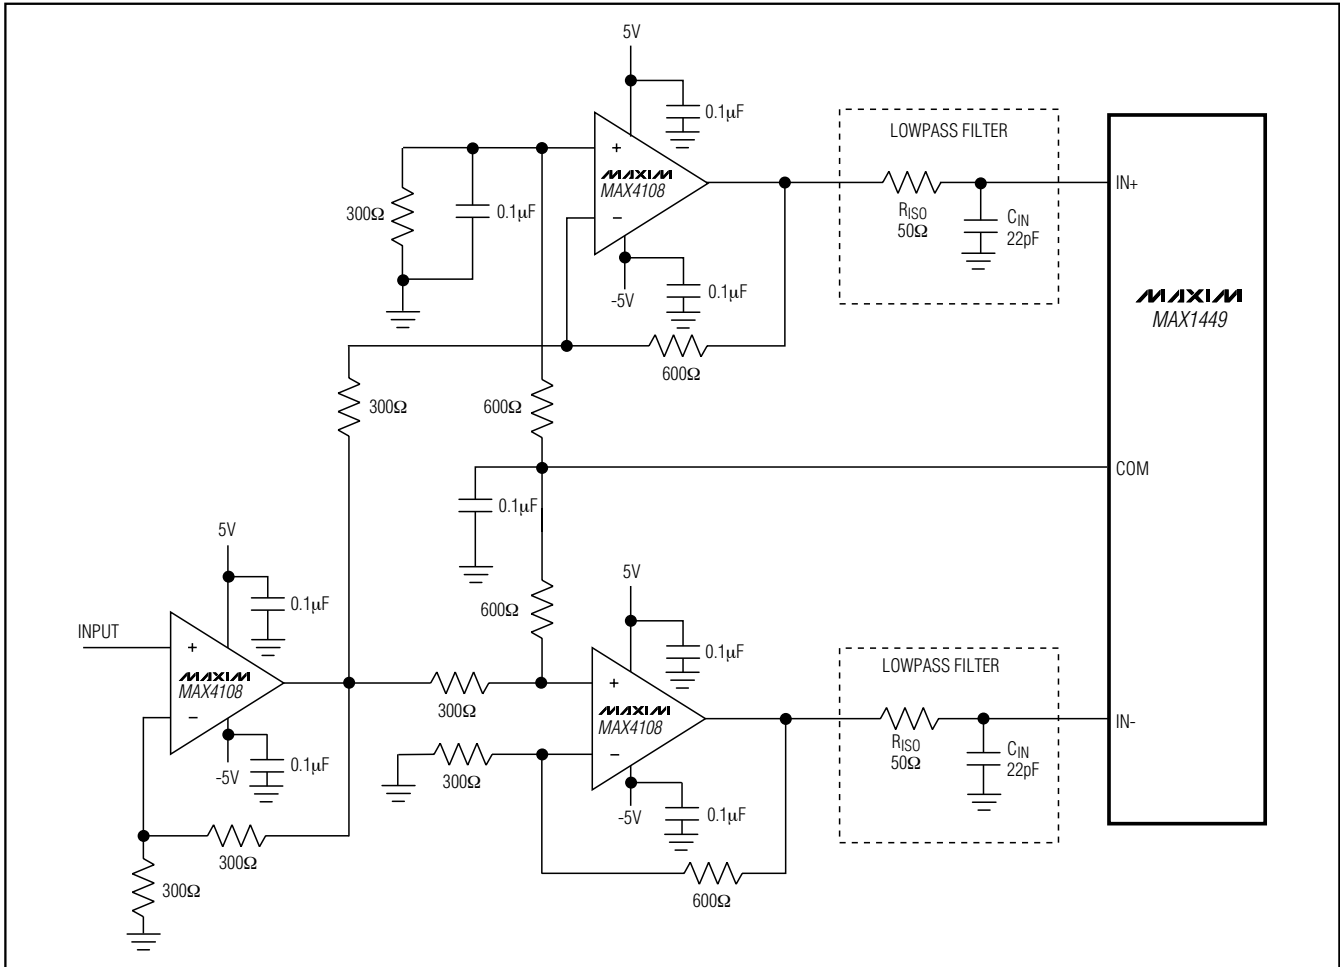 5V
0.1µF
LOWPASS FILTER
+
MAXIM
MAX4108
−
300Ω
0.1µF
-5V
0.1µF
RISO
50Ω
CIN
22pF
IN+
MAXIM
MAX1449
600Ω
300Ω
600Ω
COM
0.1µF
5V
0.1µF
INPUT
+
MAXIM
MAX4108
−
-5V
0.1µF
300Ω
300Ω
600Ω
5V
0.1µF
300Ω
+
MAXIM
MAX4108
−
300Ω
-5V
0.1µF
600Ω
LOWPASS FILTER
RISO
50Ω
CIN
22pF
IN-